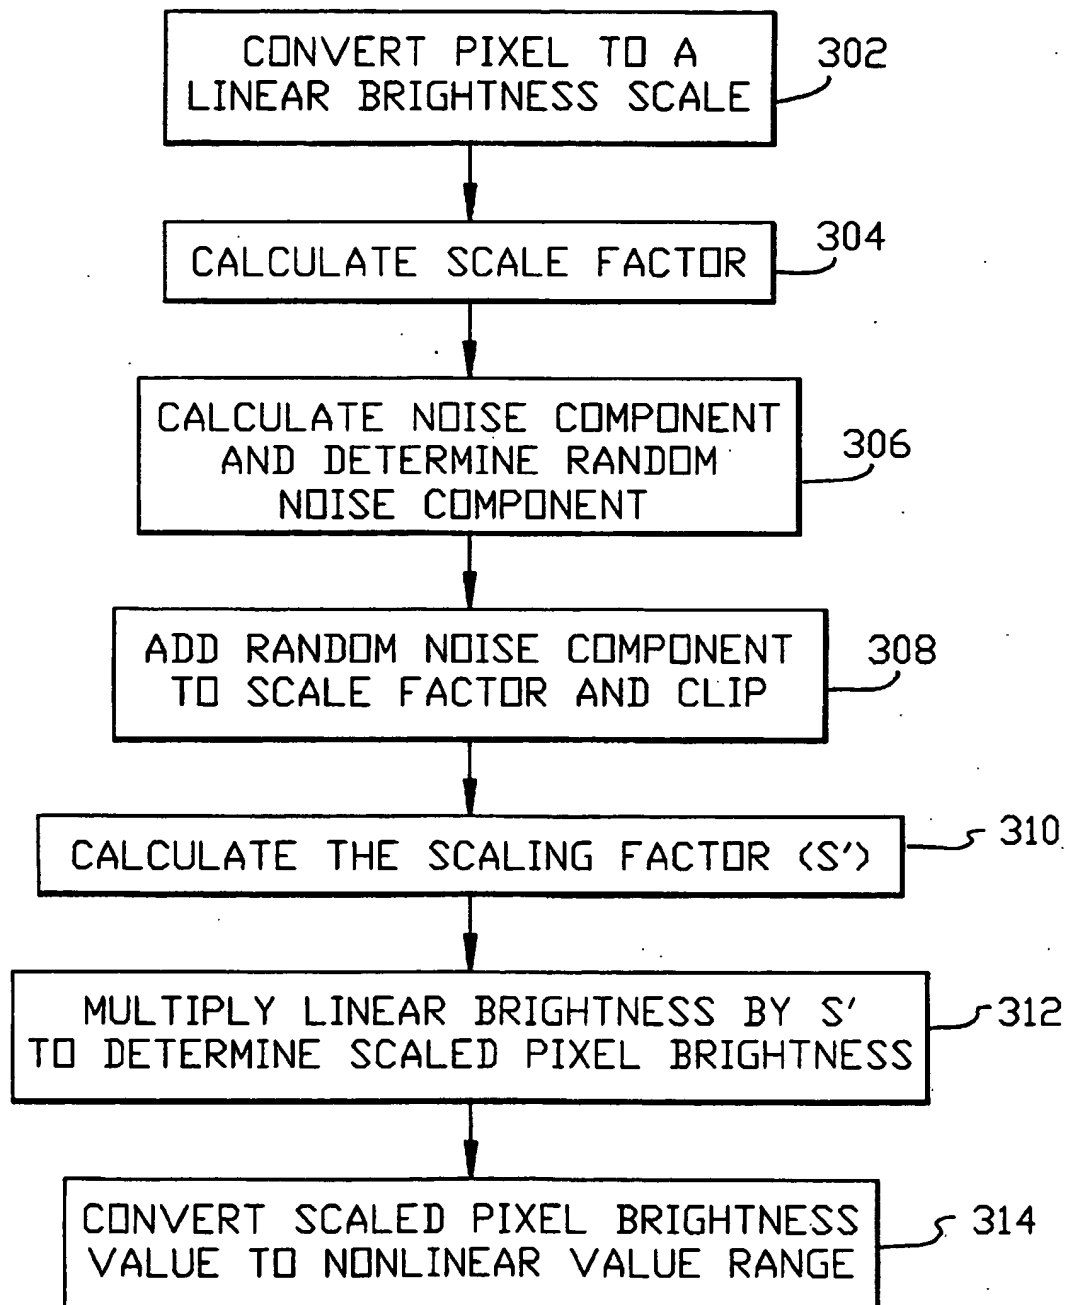 CONVERT PIXEL TO A
LINEAR BRIGHTNESS SCALE
302
CALCULATE SCALE FACTOR
304
CALCULATE NOISE COMPONENT
AND DETERMINE RANDOM
NOISE COMPONENT
306
ADD RANDOM NOISE COMPONENT
TO SCALE FACTOR AND CLIP
308
CALCULATE THE SCALING FACTOR (S')
310
MULTIPLY LINEAR BRIGHTNESS BY S'
TO DETERMINE SCALED PIXEL BRIGHTNESS
312
CONVERT SCALED PIXEL BRIGHTNESS
VALUE TO NONLINEAR VALUE RANGE
314